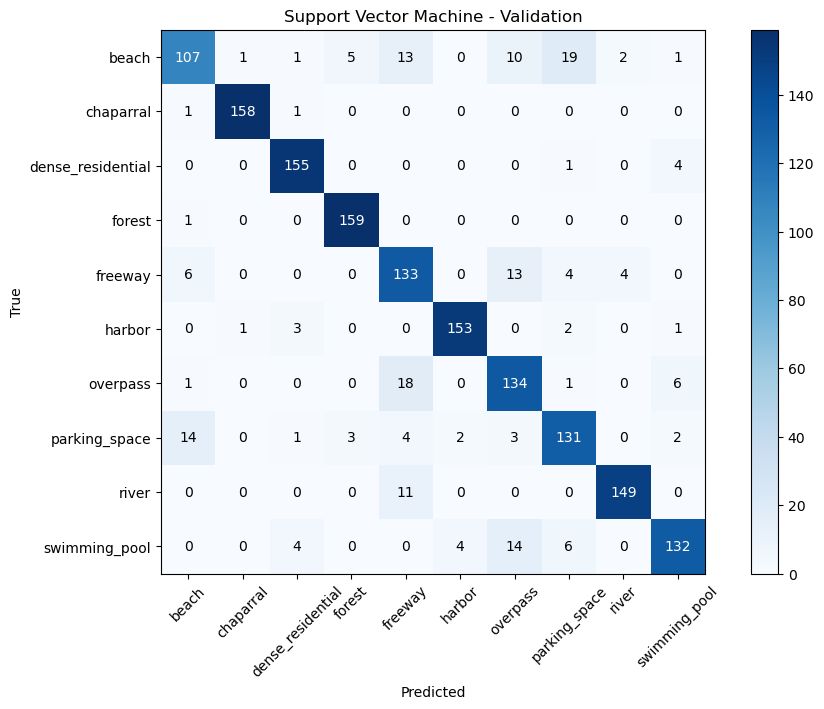 Support Vector Machine - Validation
beach 107 1 1 5 13 0 10 19 2 1
chaparral 1 158 1 0 0 0 0 0 0 0
dense_residential 0 0 155 0 0 0 0 1 0 4
forest 1 0 0 159 0 0 0 0 0 0
freeway 6 0 0 0 133 0 13 4 4 0
harbor 0 1 3 0 0 153 0 2 0 1
overpass 1 0 0 0 18 0 134 1 0 6
parking_space 14 0 1 3 4 2 3 131 0 2
river 0 0 0 0 11 0 0 0 149 0
swimming_pool 0 0 4 0 0 4 14 6 0 132
beach chaparral dense_residential forest freeway harbor overpass parking_space river swimming_pool
Predicted
True
140
120
100
80
60
40
20
0